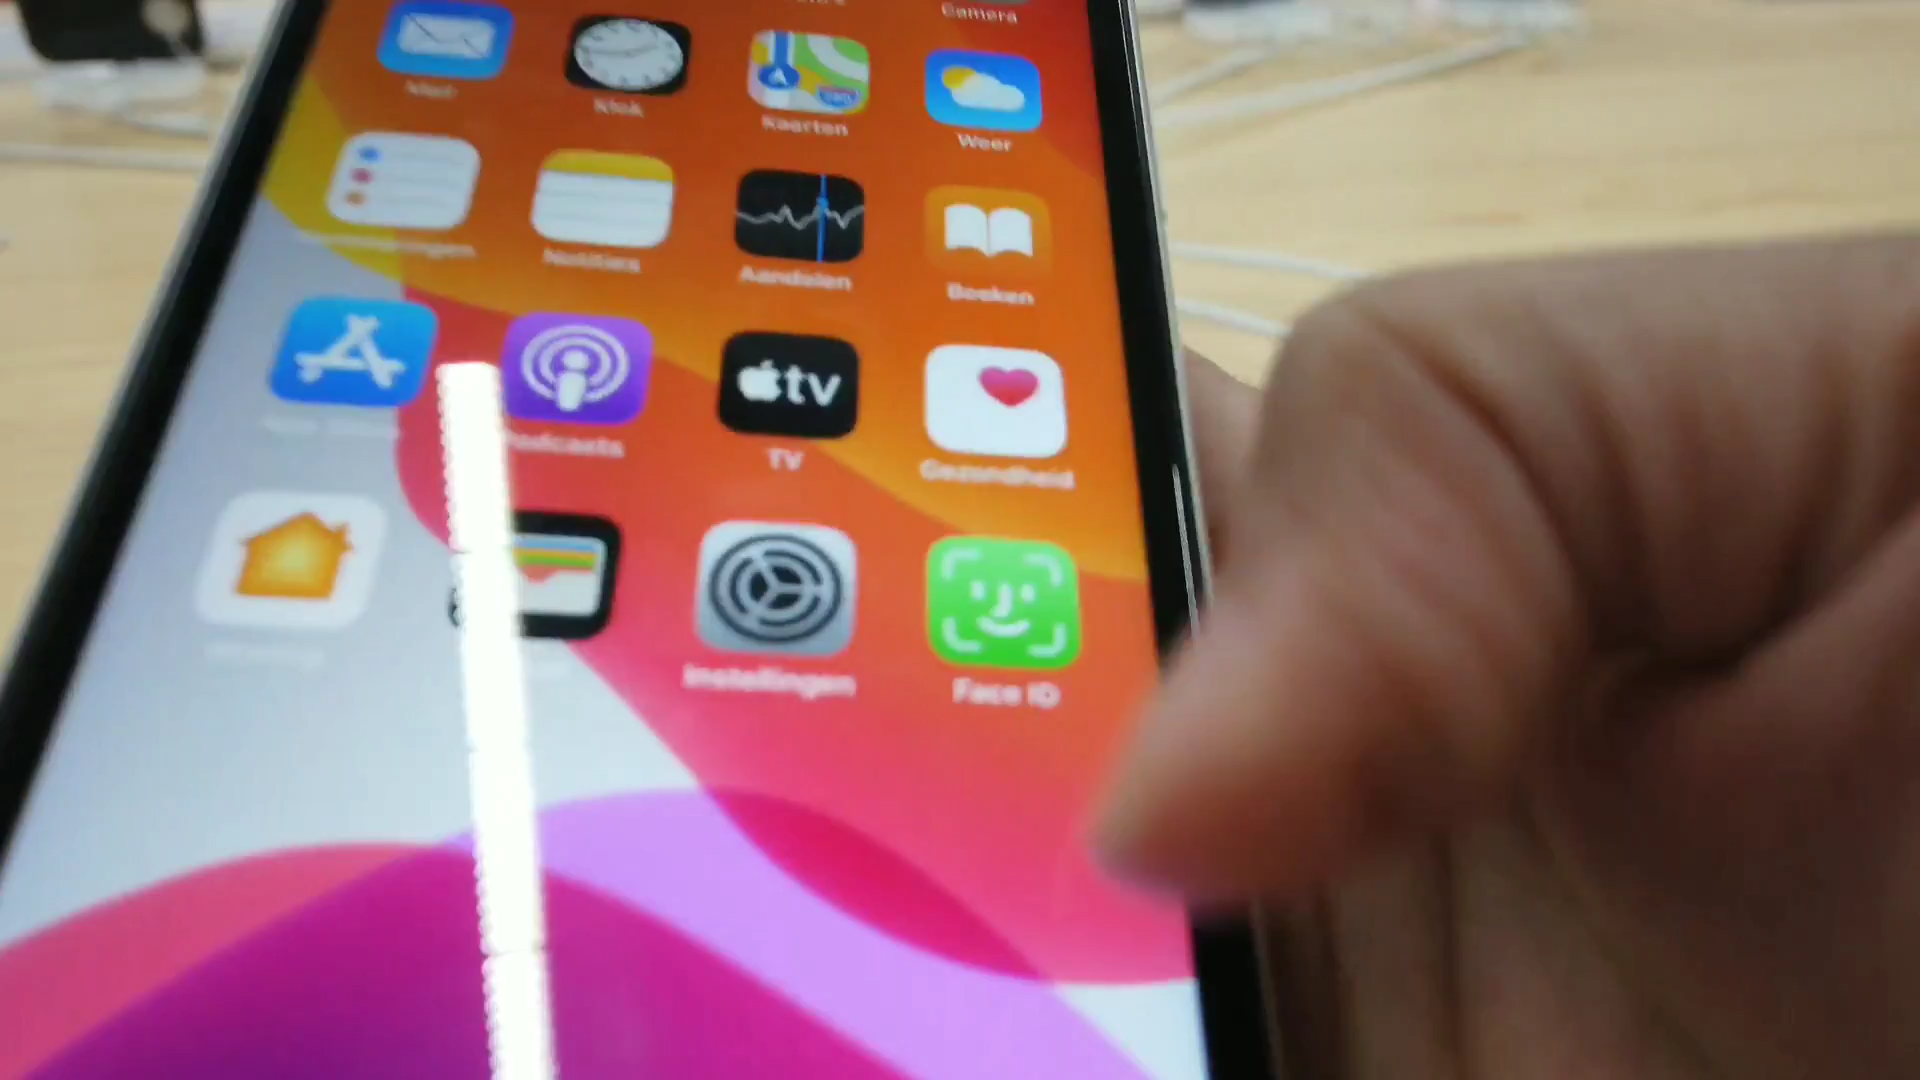 Camera
Mail
Klok
Kaarten
Weer
Notities
Aandelen
Boeken
Podcasts
tv
TV
Gezondheid
Instellingen
Face ID